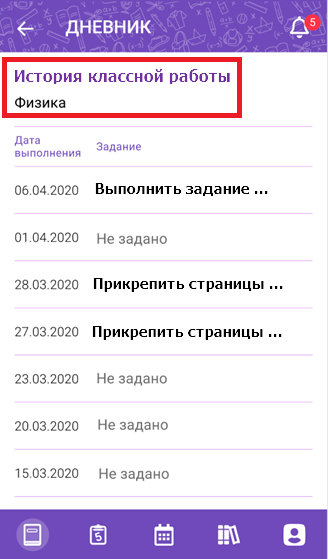 ДНЕВНИК
5
История классной работы
Физика
Дата выполнения Задание
06.04.2020 Выполнить задание ...
01.04.2020 Не задано
28.03.2020 Прикрепить страницы ...
27.03.2020 Прикрепить страницы ...
23.03.2020 Не задано
20.03.2020 Не задано
15.03.2020 Не задано
5